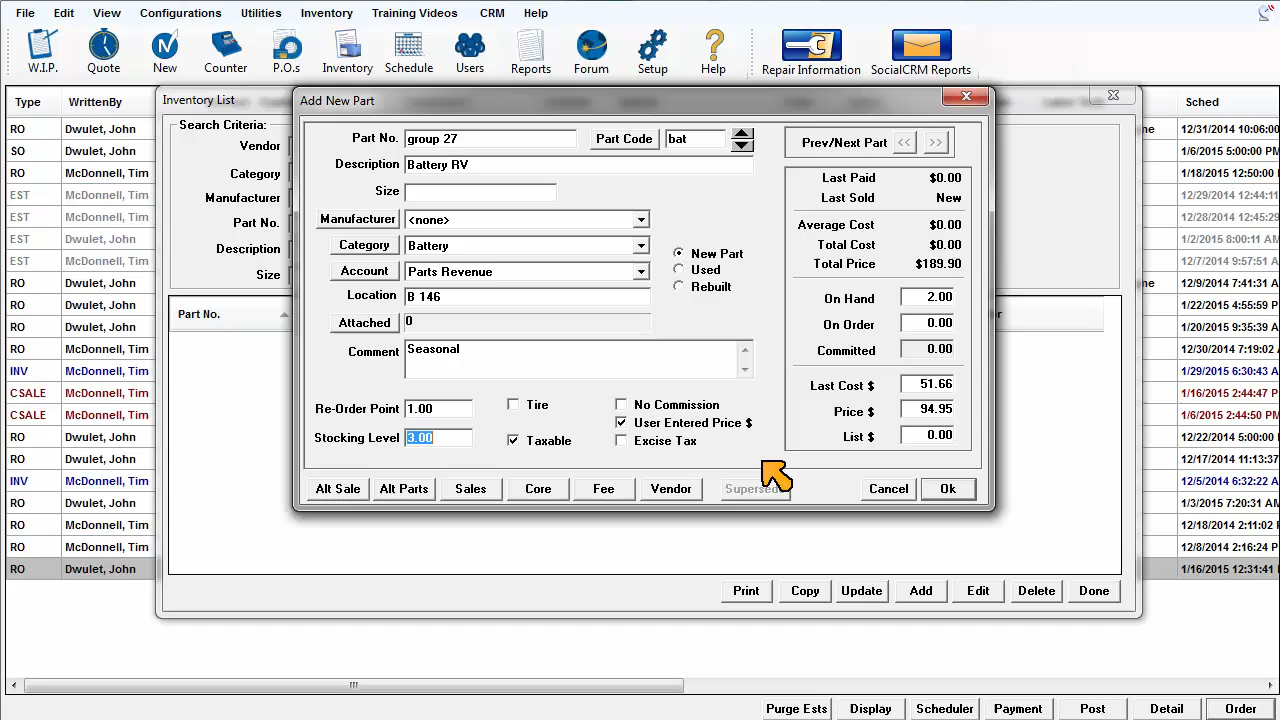 File Edit View Configurations Utilities Inventory Training Videos CRM Help
W.I.P. Quote New Counter P.O.s Inventory Schedule Users Reports Forum Setup Help Repair Information SocialCRM Reports
Type WrittenBy Sched
Inventory List
Add New Part
Search Criteria:
Vendor
Category
Manufacturer
Part No.
Description
Size
Part No.
Part No. group 27 Part Code bat
Description Battery RV
Size
Manufacturer <none>
Category Battery
Account Parts Revenue
Location B 146
Attached 0
Comment Seasonal
New Part
Used
Rebuilt
Re-Order Point 1.00
Stocking Level 3.00
Tire
Taxable
No Commission
User Entered Price $
Excise Tax
Prev/Next Part << >>
Last Paid $0.00
Last Sold New
Average Cost $0.00
Total Cost $0.00
Total Price $189.90
On Hand 2.00
On Order 0.00
Committed 0.00
Last Cost $ 51.66
Price $ 94.95
List $ 0.00
Alt Sale Alt Parts Sales Core Fee Vendor Cancel Ok
Print Copy Update Add Edit Delete Done
RO Dwulet, John 12/31/2014 10:06:00
SO Dwulet, John 1/6/2015 5:00:00 PM
RO McDonnell, Tim 1/18/2015 12:50:00
EST McDonnell, Tim 12/29/2014 12:44:2
EST McDonnell, Tim 12/28/2014 12:45:2
EST McDonnell, Tim 1/2/2015 8:00:11 AM
EST McDonnell, Tim 12/7/2014 9:57:51
RO Dwulet, John 12/9/2014 7:41:31
RO Dwulet, John 1/22/2015 4:55:59
RO Dwulet, John 1/20/2015 9:35:39
RO McDonnell, Tim 12/30/2014 7:19:02
INV McDonnell, Tim 1/29/2015 6:30:43
CSALE McDonnell, Tim 1/6/2015 2:44:47 P
CSALE McDonnell, Tim 1/6/2015 2:44:50 PM
RO Dwulet, John 12/22/2014 5:00:00
RO Dwulet, John 12/17/2014 11:13:37
INV McDonnell, Tim 12/5/2014 6:32:22
RO Dwulet, John 1/3/2015 7:20:31
RO McDonnell, Tim 12/18/2014 2:11:02
RO McDonnell, Tim 12/8/2014 2:16:24 P
RO Dwulet, John 1/16/2015 12:31:41
Purge Ests Display Scheduler Payment Post Detail Order